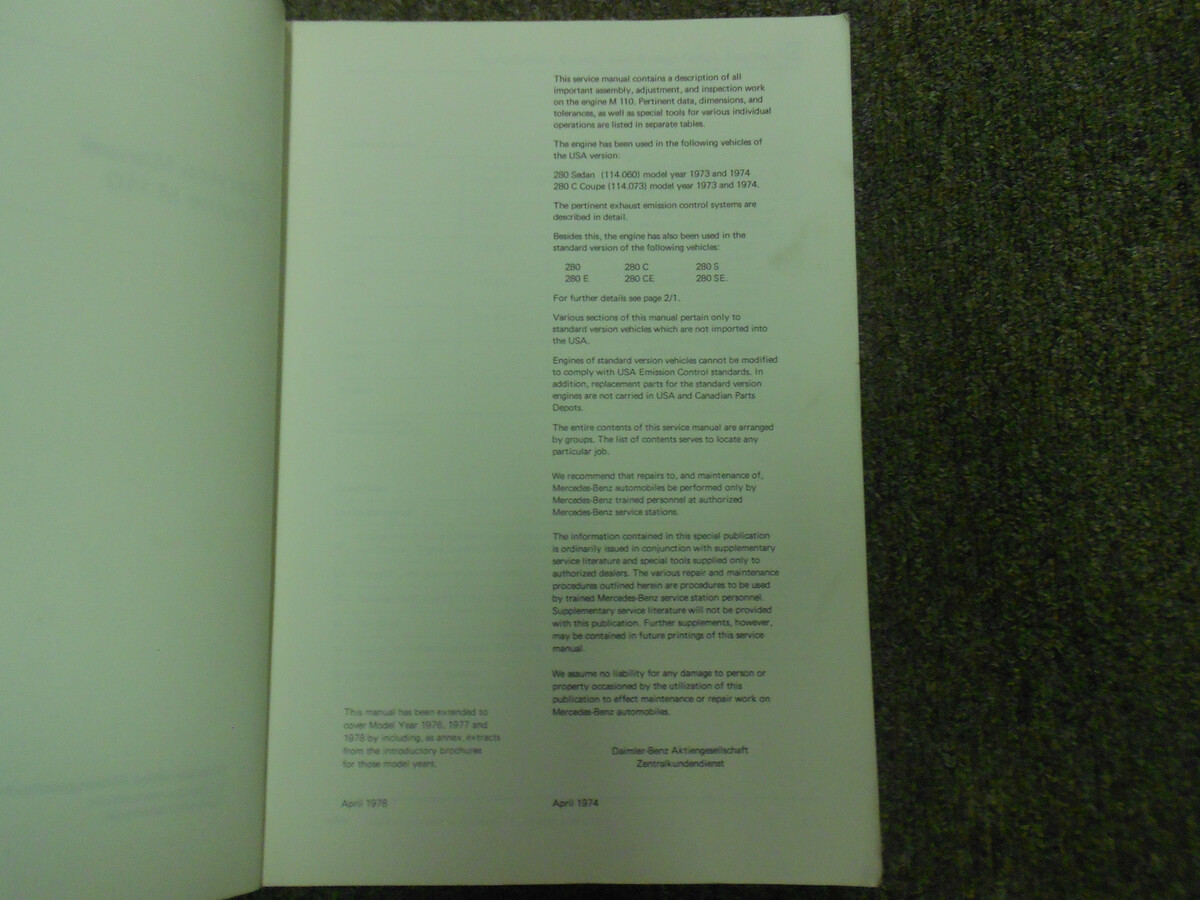 This service manual contains a description of all
important assembly, adjustment, and inspection work
on the engine M 110. Pertinent data, dimensions, and
tolerances, as well as special tools for various individual
operations are listed in separate tables.
The engine has been used in the following vehicles of
the USA version:
280 Sedan (114.060) model year 1973 and 1974
280 C Coupe (114.073) model year 1973 and 1974.
The pertinent exhaust emission control systems are
described in detail.
Besides this, the engine has also been used in the
standard version of the following vehicles:
280 280 C 280 S
280 E 280 CE 280 SE.
For further details see page 2/1.
Various sections of this manual pertain only to
standard version vehicles which are not imported into
the USA.
Engines of standard version vehicles cannot be modified
to comply with USA Emission Control standards. In
addition, replacement parts for the standard version
engines are not carried in USA and Canadian Parts
Depots.
The entire contents of this service manual are arranged
by groups. The list of contents serves to locate any
particular job.
We recommend that repairs to, and maintenance of,
Mercedes-Benz automobiles be performed only by
Mercedes-Benz trained personnel at authorized
Mercedes-Benz service stations.
The information contained in this special publication
is ordinarily issued in conjunction with supplementary
service literature and special tools supplied only to
authorized dealers. The various repair and maintenance
procedures outlined herein are procedures to be used
by trained Mercedes-Benz service station personnel.
Supplementary service literature will not be provided
with this publication. Further supplements, however,
may be contained in future printings of this service
manual.
We assume no liability for any damage to person or
property occasioned by the utilization of this
publication to effect maintenance or repair work on
Mercedes-Benz automobiles.
Daimler-Benz Aktiengesellschaft
Zentralkundendienst
April 1974
This manual has been extended to
cover Model Year 1976, 1977 and
1978 by including, as annex, extracts
from the introductory brochures
for those model years.
April 1978